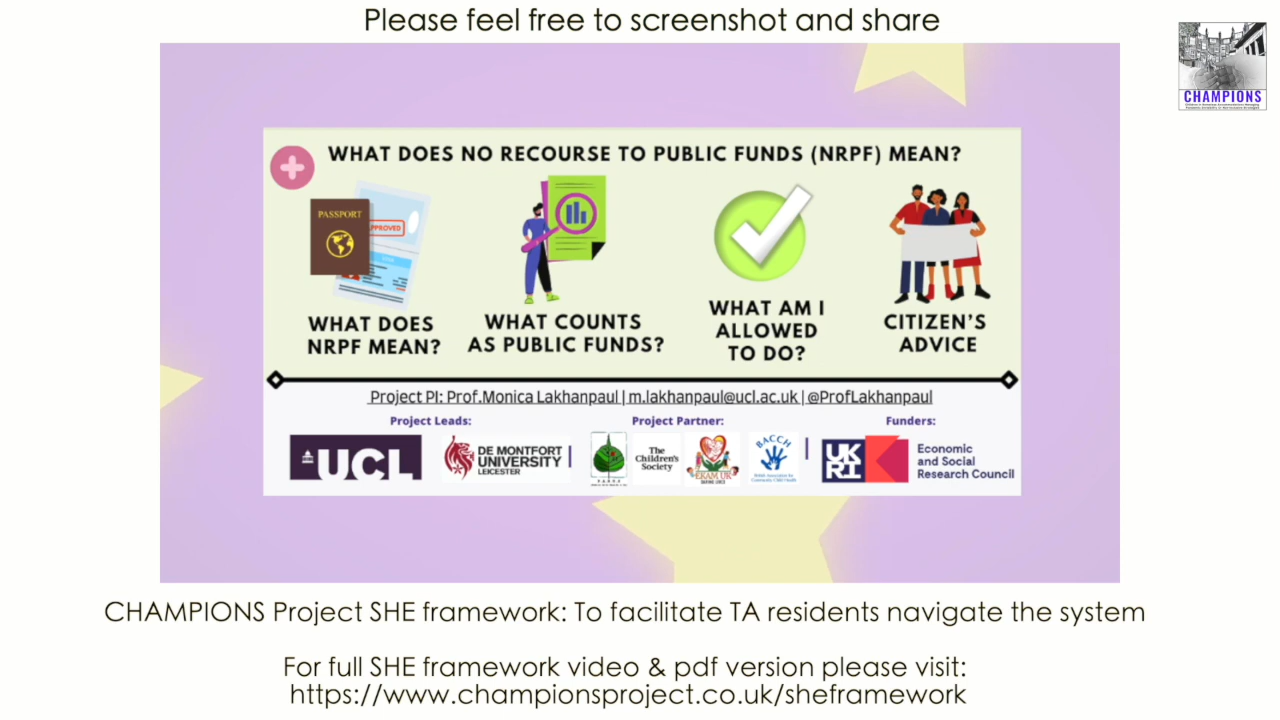 Please feel free to screenshot and share
CHAMPIONS
WHAT DOES NO RECOURSE TO PUBLIC FUNDS (NRPF) MEAN?
PASSPORT
APPROVED
WHAT DOES
NRPF MEAN?
WHAT COUNTS
AS PUBLIC FUNDS?
WHAT AM I
ALLOWED
TO DO?
CITIZEN'S
ADVICE
Project PI: Prof.Monica Lakhanpaul | m.lakhanpaul@ucl.ac.uk | @ProfLakhanpaul
Project Leads:
Project Partner:
Funders:
UCL
DE MONTFORT
UNIVERSITY
LEICESTER
The
Children's
Society
EKAM UK
BACCH
UK
RI
Economic
and Social
Research Council
CHAMPIONS Project SHE framework: To facilitate TA residents navigate the system
For full SHE framework video & pdf version please visit:
https://www.championsproject.co.uk/sheframework